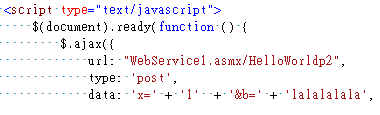 <script type="text/javascript">
$(document).ready(function () {
$.ajax({
url: "WebService1.asmx/HelloWorldp2",
type: 'post',
data: 'x=' + '1' + '&b=' + 'lalalalala',